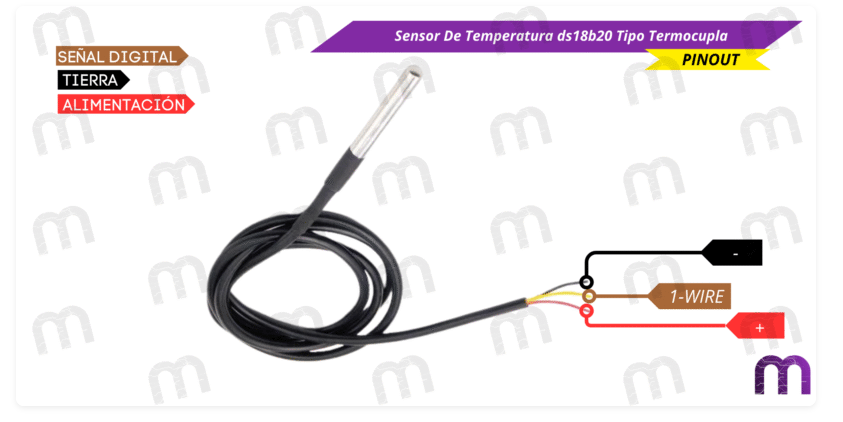 Sensor De Temperatura ds18b20 Tipo Termocupla
PINOUT
SEÑAL DIGITAL
TIERRA
ALIMENTACIÓN
-
1-WIRE
+